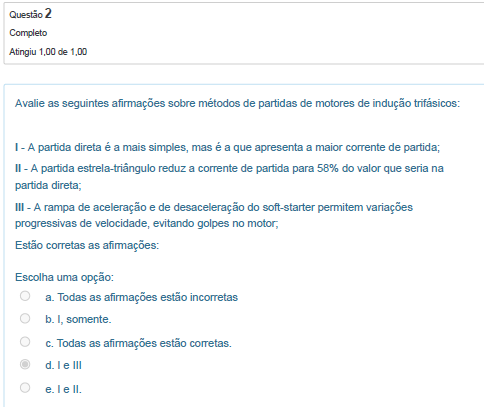 Questão 2
Completo
Atingiu 1,00 de 1,00
Avalie as seguintes afirmações sobre métodos de partidas de motores de indução trifásicos:
I - A partida direta é a mais simples, mas é a que apresenta a maior corrente de partida;
II - A partida estrela-triângulo reduz a corrente de partida para 58% do valor que seria na
partida direta;
III - A rampa de aceleração e de desaceleração do soft-starter permitem variações
progressivas de velocidade, evitando golpes no motor;
Estão corretas as afirmações:
Escolha uma opção:
a. Todas as afirmações estão incorretas
b. I, somente.
c. Todas as afirmações estão corretas.
d. I e III
e. I e II.